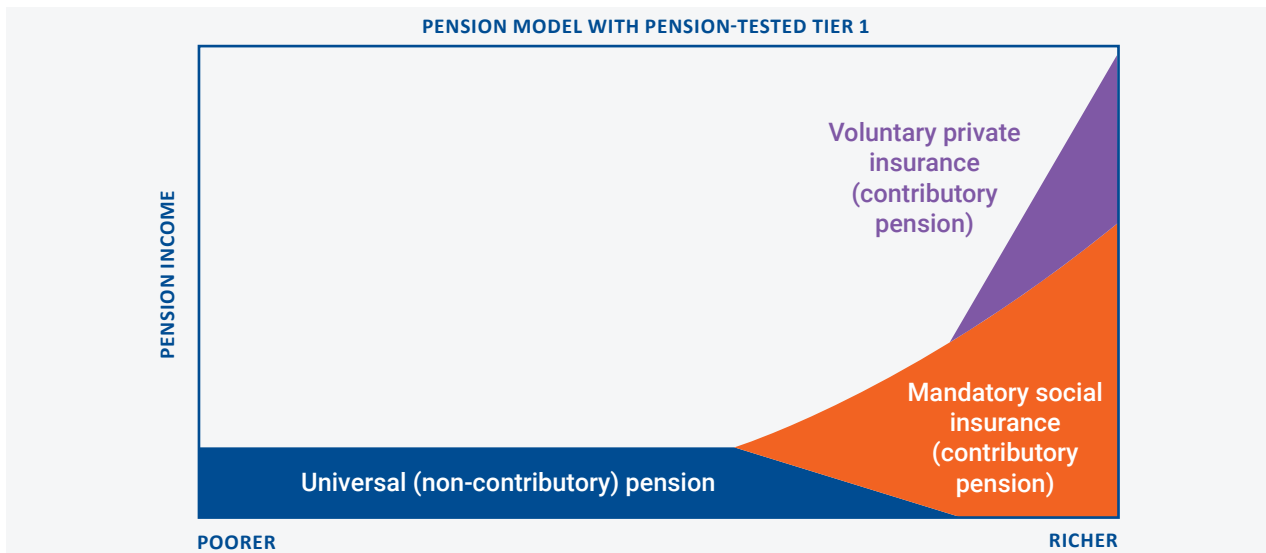 PENSION MODEL WITH PENSION-TESTED TIER 1
PENSION INCOME
Voluntary private
insurance
(contributory
pension)
Mandatory social
insurance
(contributory
pension)
Universal (non-contributory) pension
POORER
RICHER